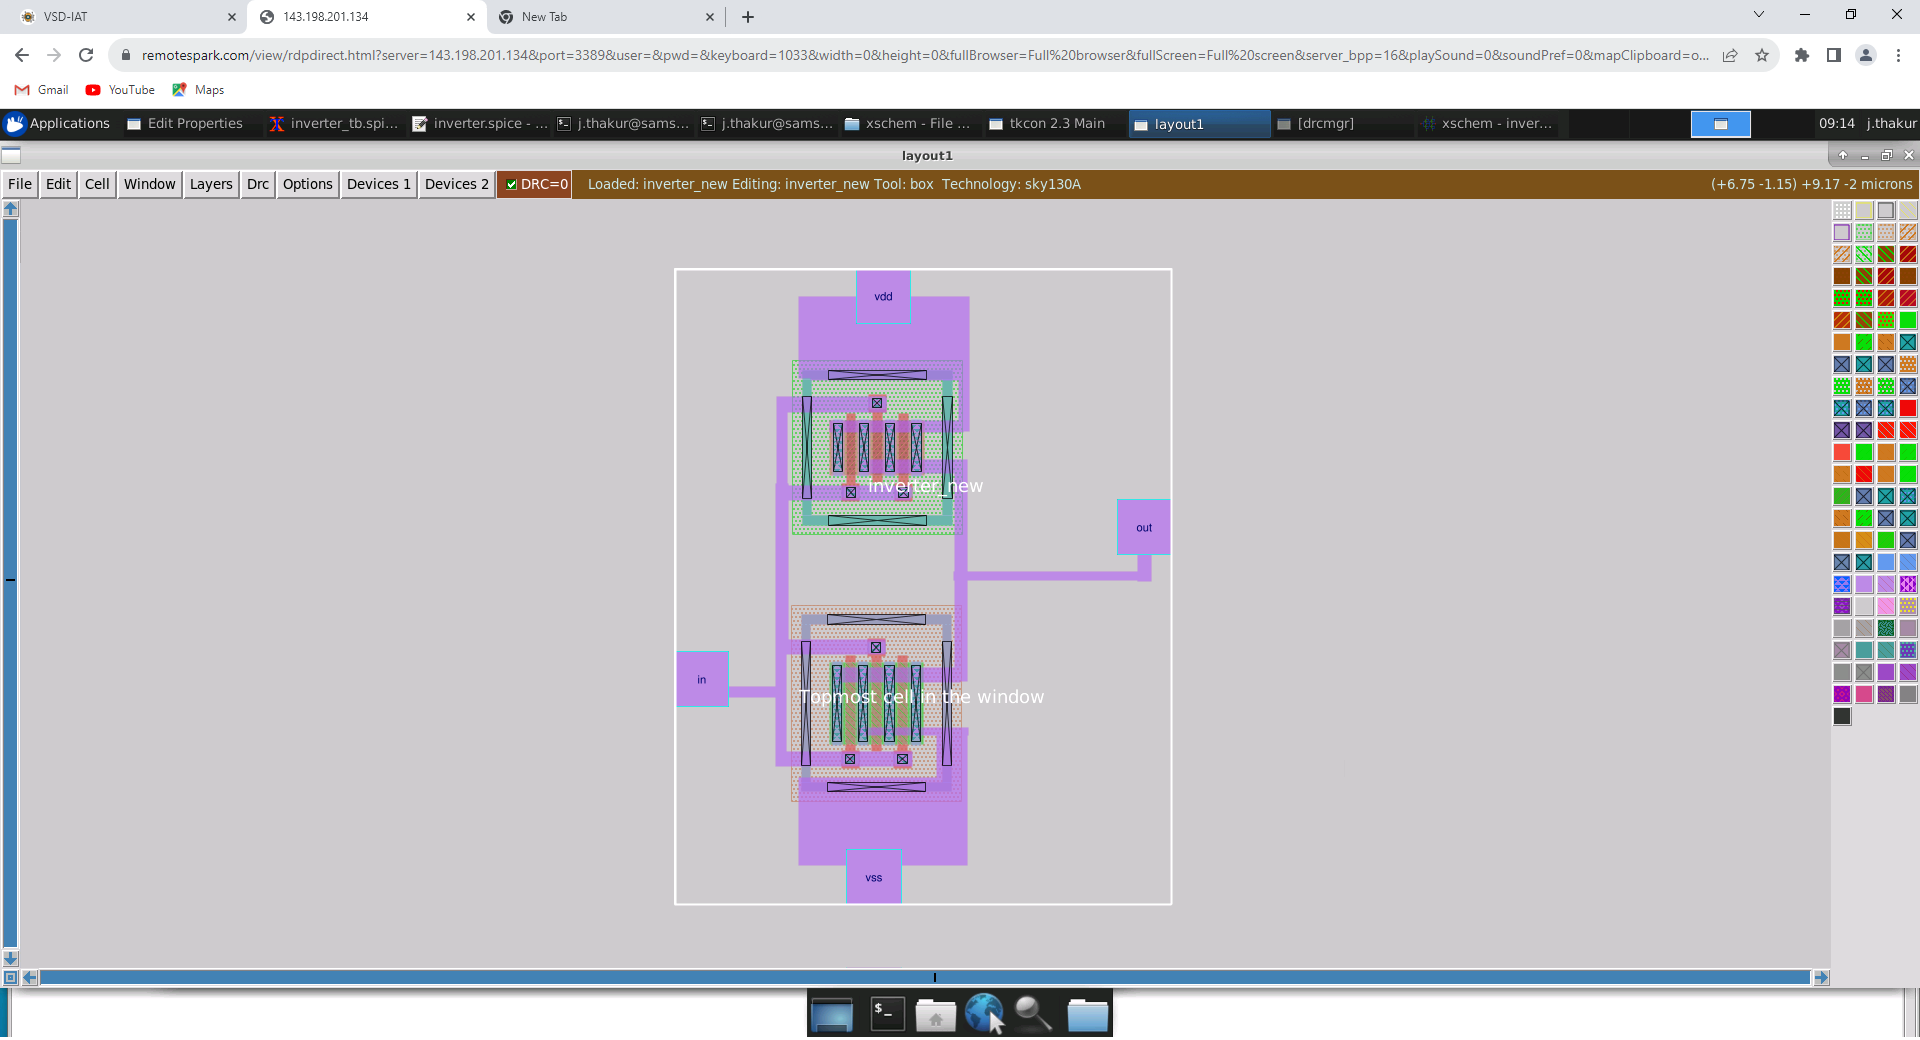 VSD-IAT
143.198.201.134
New Tab
remotespark.com/view/rdpdirect.html?server=143.198.201.134&port=3389&user=&pwd=&keyboard=1033&width=0&height=0&fullBrowser=Full%20browser&fullScreen=Full%20screen&server_bpp=16&playSound=0&soundPref=0&mapClipboard=o...
Gmail YouTube Maps
Applications Edit Properties inverter_tb.spi... inverter.spice - ... j.thakur@sams... j.thakur@sams... xschem - File ... tkcon 2.3 Main layout1 [drcmgr] xschem - inver... 09:14 j.thakur
layout1
File Edit Cell Window Layers Drc Options Devices 1 Devices 2 DRC=0 Loaded: inverter_new Editing: inverter_new Tool: box Technology: sky130A (+6.75 -1.15) +9.17 -2 microns
vdd
inverter_new
out
in
Topmost cell in the window
vss
$_